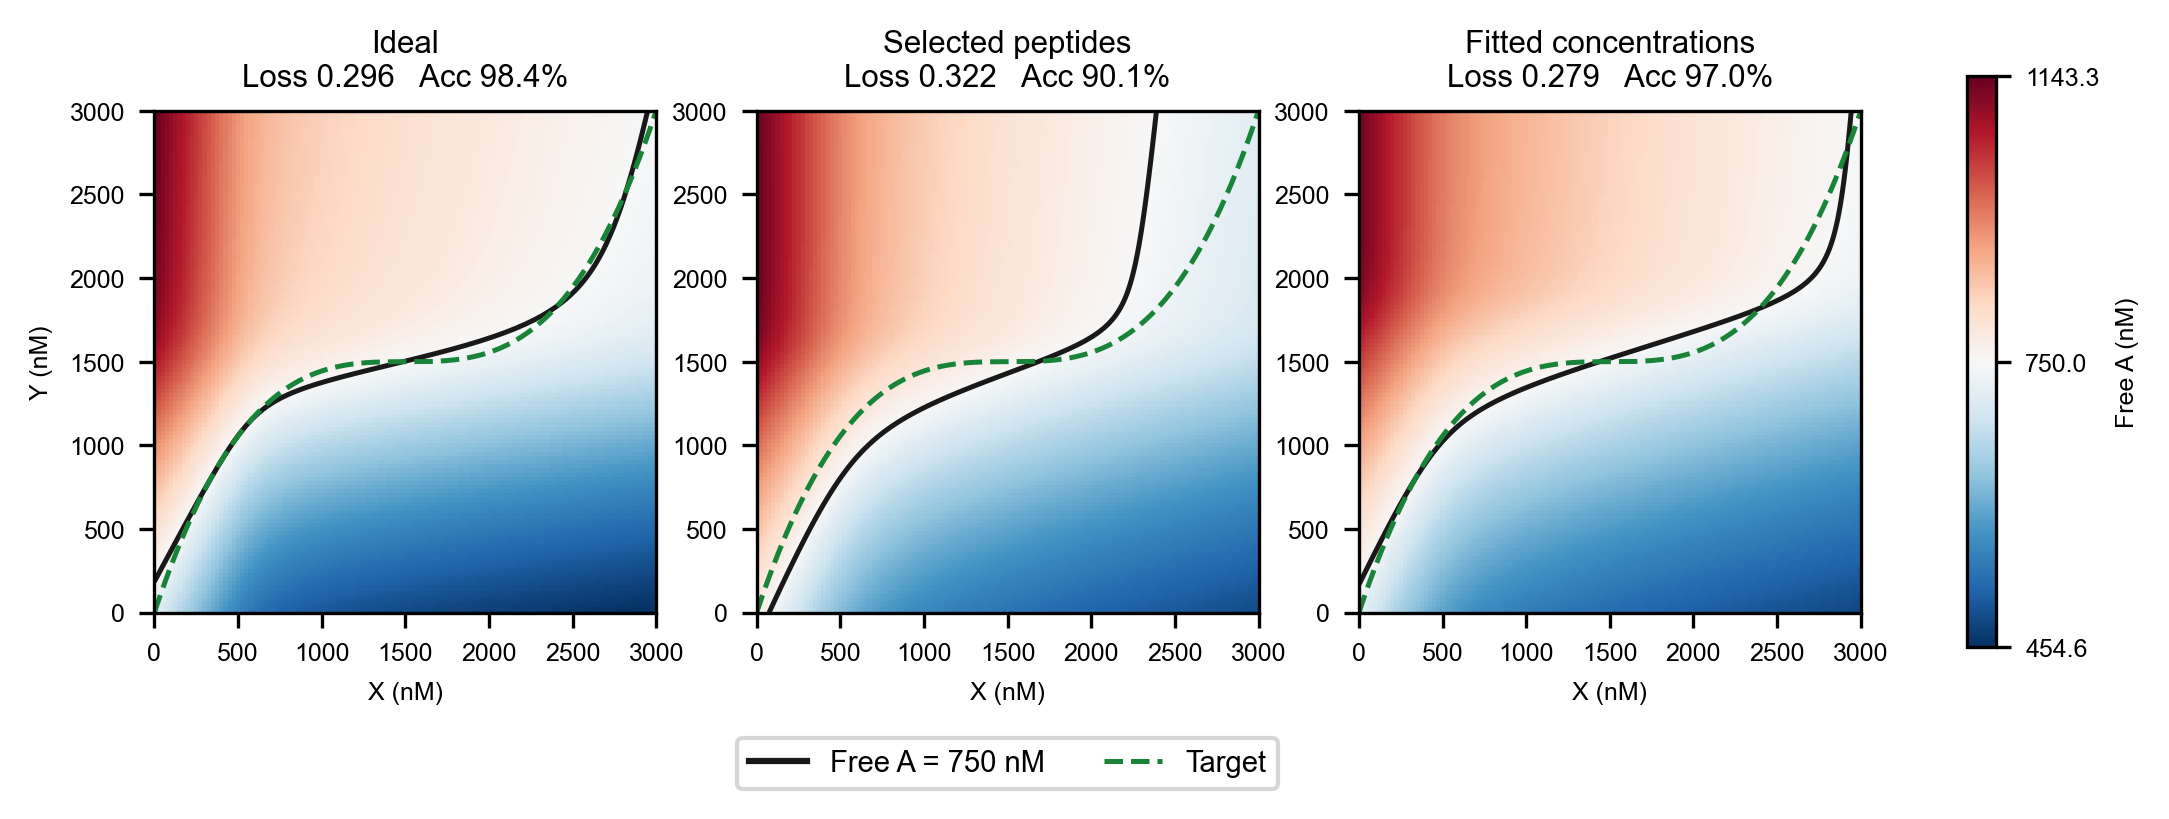 Ideal
Loss 0.296   Acc 98.4%
Selected peptides
Loss 0.322   Acc 90.1%
Fitted concentrations
Loss 0.279   Acc 97.0%
Y (nM)
3000
2500
2000
1500
1000
500
0
0 500 1000 1500 2000 2500 3000
X (nM)
3000
2500
2000
1500
1000
500
0
0 500 1000 1500 2000 2500 3000
X (nM)
3000
2500
2000
1500
1000
500
0
0 500 1000 1500 2000 2500 3000
X (nM)
1143.3
750.0
454.6
Free A (nM)
Free A = 750 nM
Target